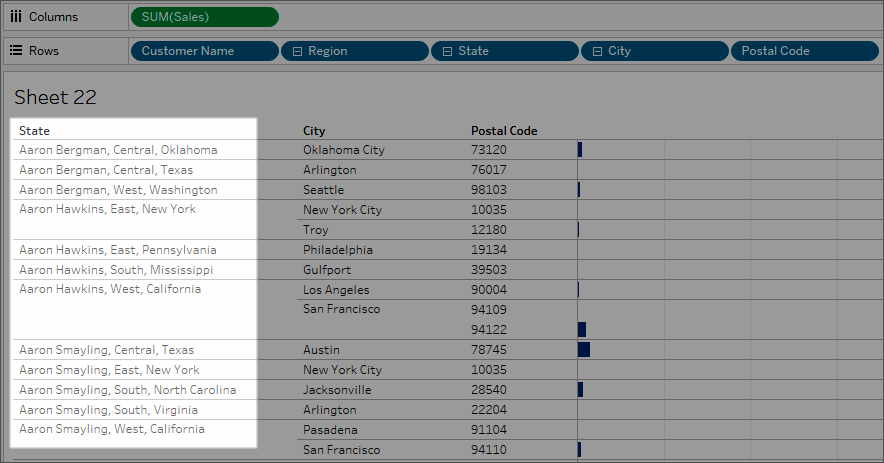 Columns SUM(Sales)
Rows Customer Name Region State City Postal Code
Sheet 22
State City Postal Code
Aaron Bergman, Central, Oklahoma Oklahoma City 73120
Aaron Bergman, Central, Texas Arlington 76017
Aaron Bergman, West, Washington Seattle 98103
Aaron Hawkins, East, New York New York City 10035
Troy 12180
Aaron Hawkins, East, Pennsylvania Philadelphia 19134
Aaron Hawkins, South, Mississippi Gulfport 39503
Aaron Hawkins, West, California Los Angeles 90004
San Francisco 94109
94122
Aaron Smayling, Central, Texas Austin 78745
Aaron Smayling, East, New York New York City 10035
Aaron Smayling, South, North Carolina Jacksonville 28540
Aaron Smayling, South, Virginia Arlington 22204
Aaron Smayling, West, California Pasadena 91104
San Francisco 94110